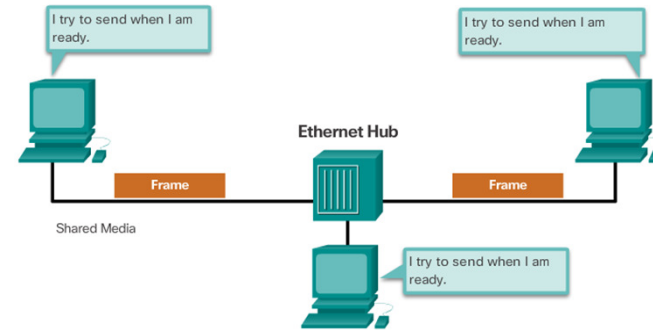 I try to send when I am
ready.
I try to send when I am
ready.
Ethernet Hub
Frame
Frame
Shared Media
I try to send when I am
ready.